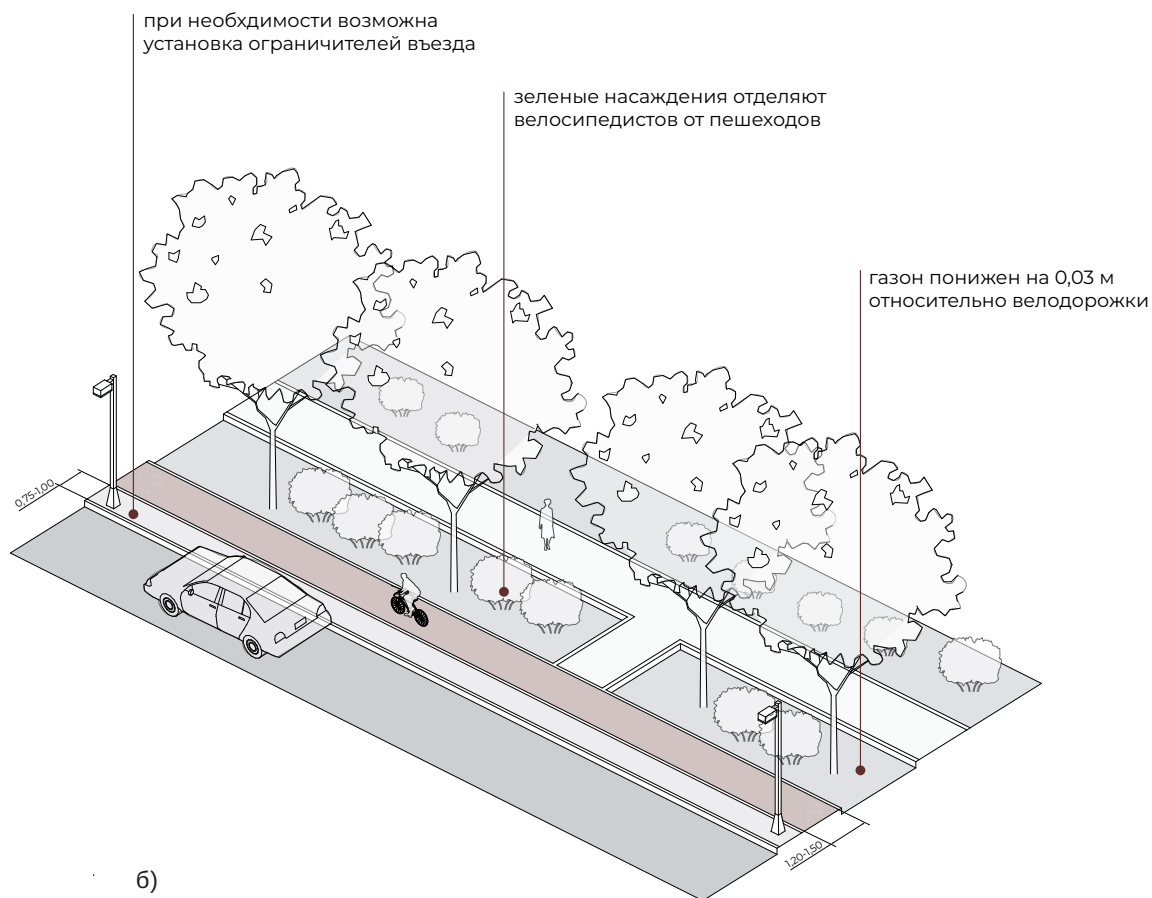 при необхдимости возможна
установка ограничителей въезда
зеленые насаждения отделяют
велосипедистов от пешеходов
газон понижен на 0,03 м
относительно велодорожки
0,75-1,00
1,20-1,50
б)